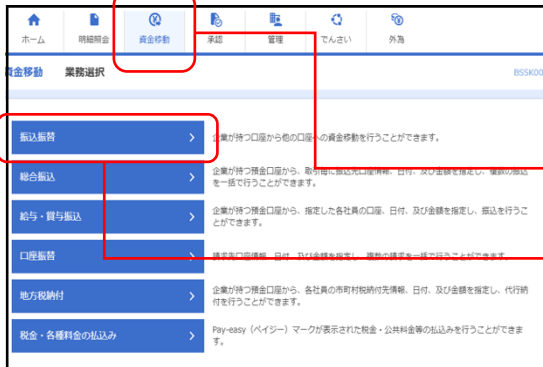 ホーム 明細照会 資金移動 承認 管理 でんさい 外為
資金移動 業務選択 BSSK00
振込振替
企業が持つ口座から他の口座への資金移動を行うことができます。
総合振込
企業が持つ預金口座から、取引毎に振込先口座情報、日付、及び金額を指定し、複数の振込
を一括で行うことができます。
給与・賞与振込
企業が持つ預金口座から、指定した各社員の口座、日付、及び金額を指定し、振込を行うこ
とができます。
口座振替
請求先口座情報、日付、及び金額を指定し、複数の請求を一括で行うことができます。
地方税納付
企業が持つ預金口座から、各社員の市町村税納付先情報、日付、及び金額を指定し、代行納
付を行うことができます。
税金・各種料金の払込み
Pay-easy（ペイジー）マークが表示された税金・公共料金等の払込みを行うことができま
す。